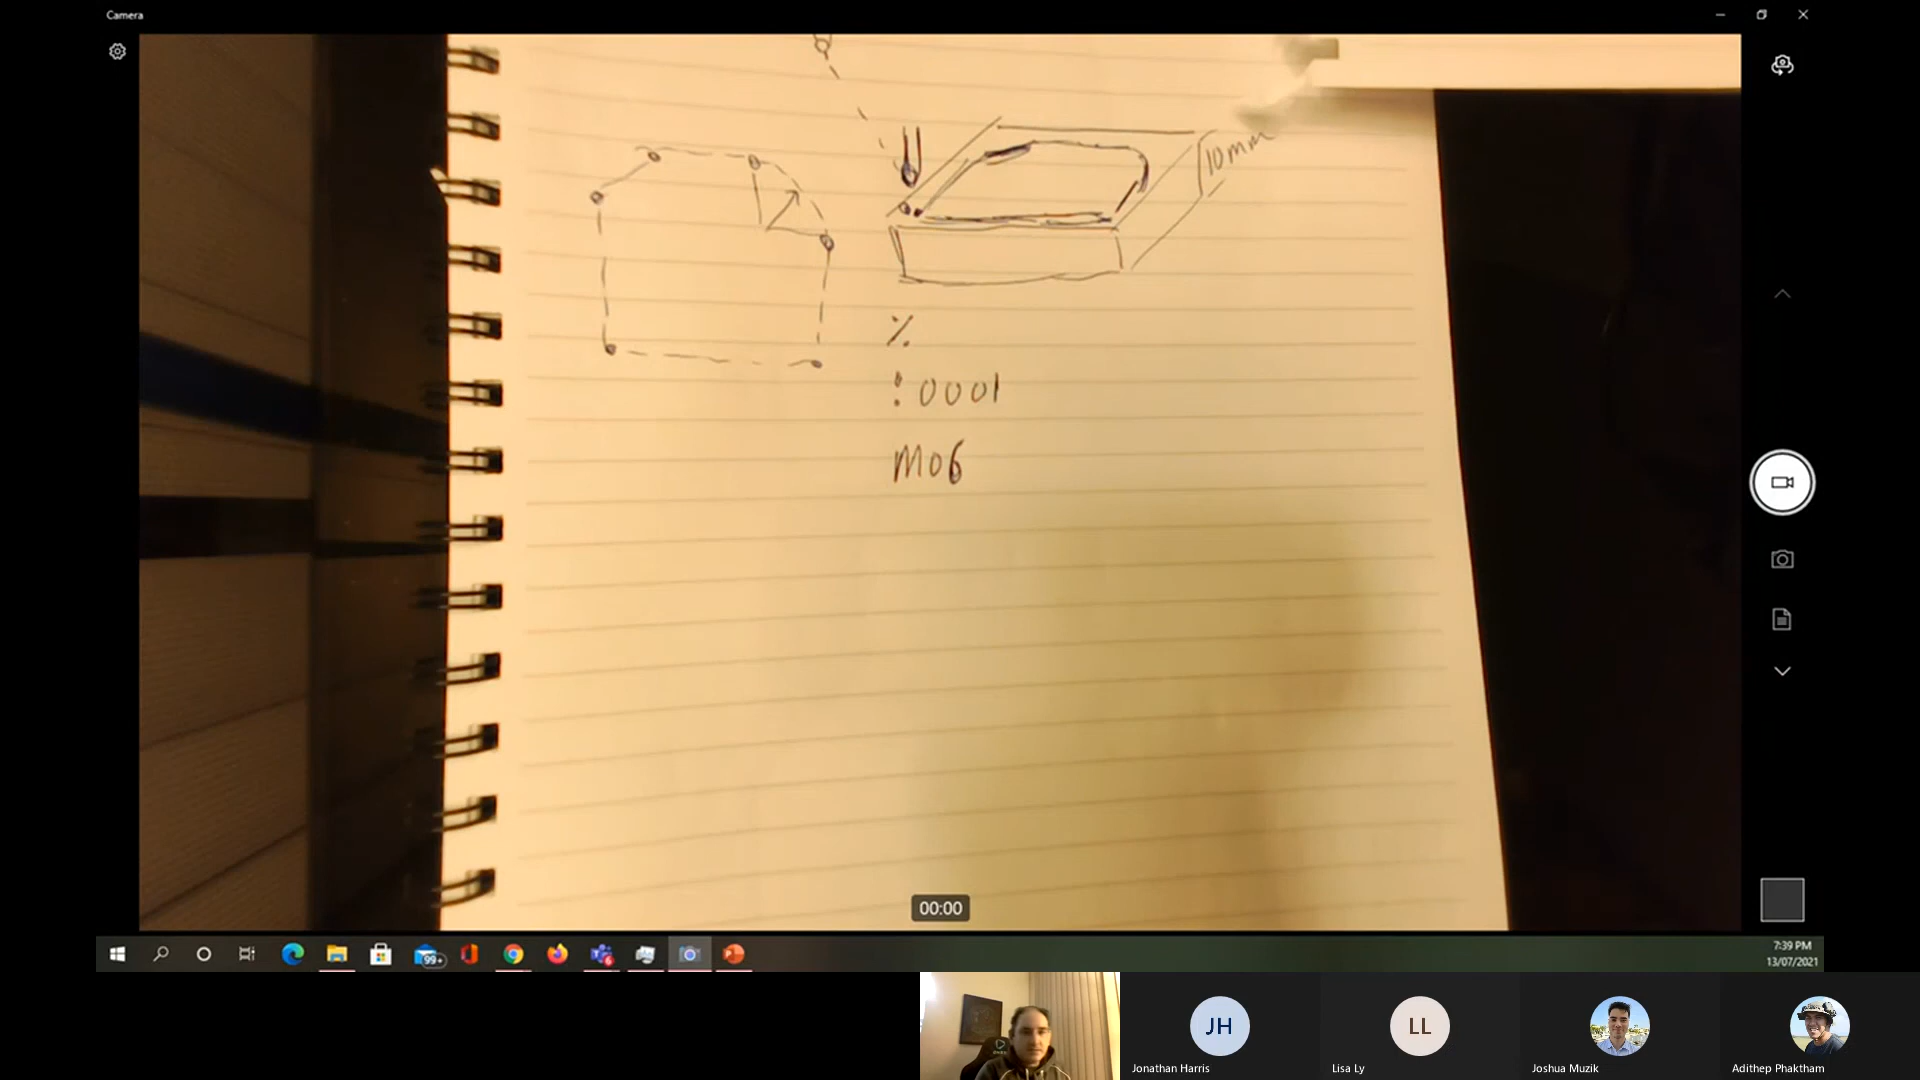 Camera
10mm
%
:0001
M06
00:00
99+
7:39 PM
13/07/2021
JH
LL
Jonathan Harris
Lisa Ly
Joshua Muzik
Adithep Phaktham